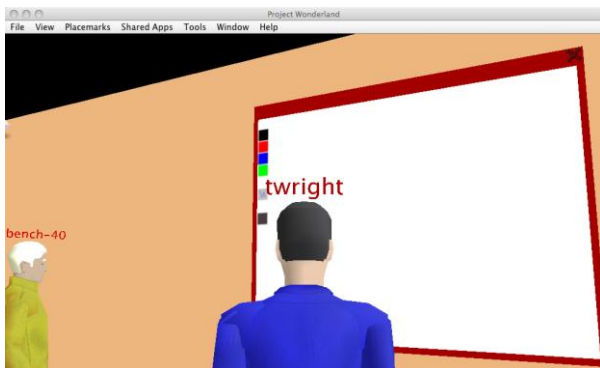 Project Wonderland
File View Placemarks Shared Apps Tools Window Help
twright
bench-40